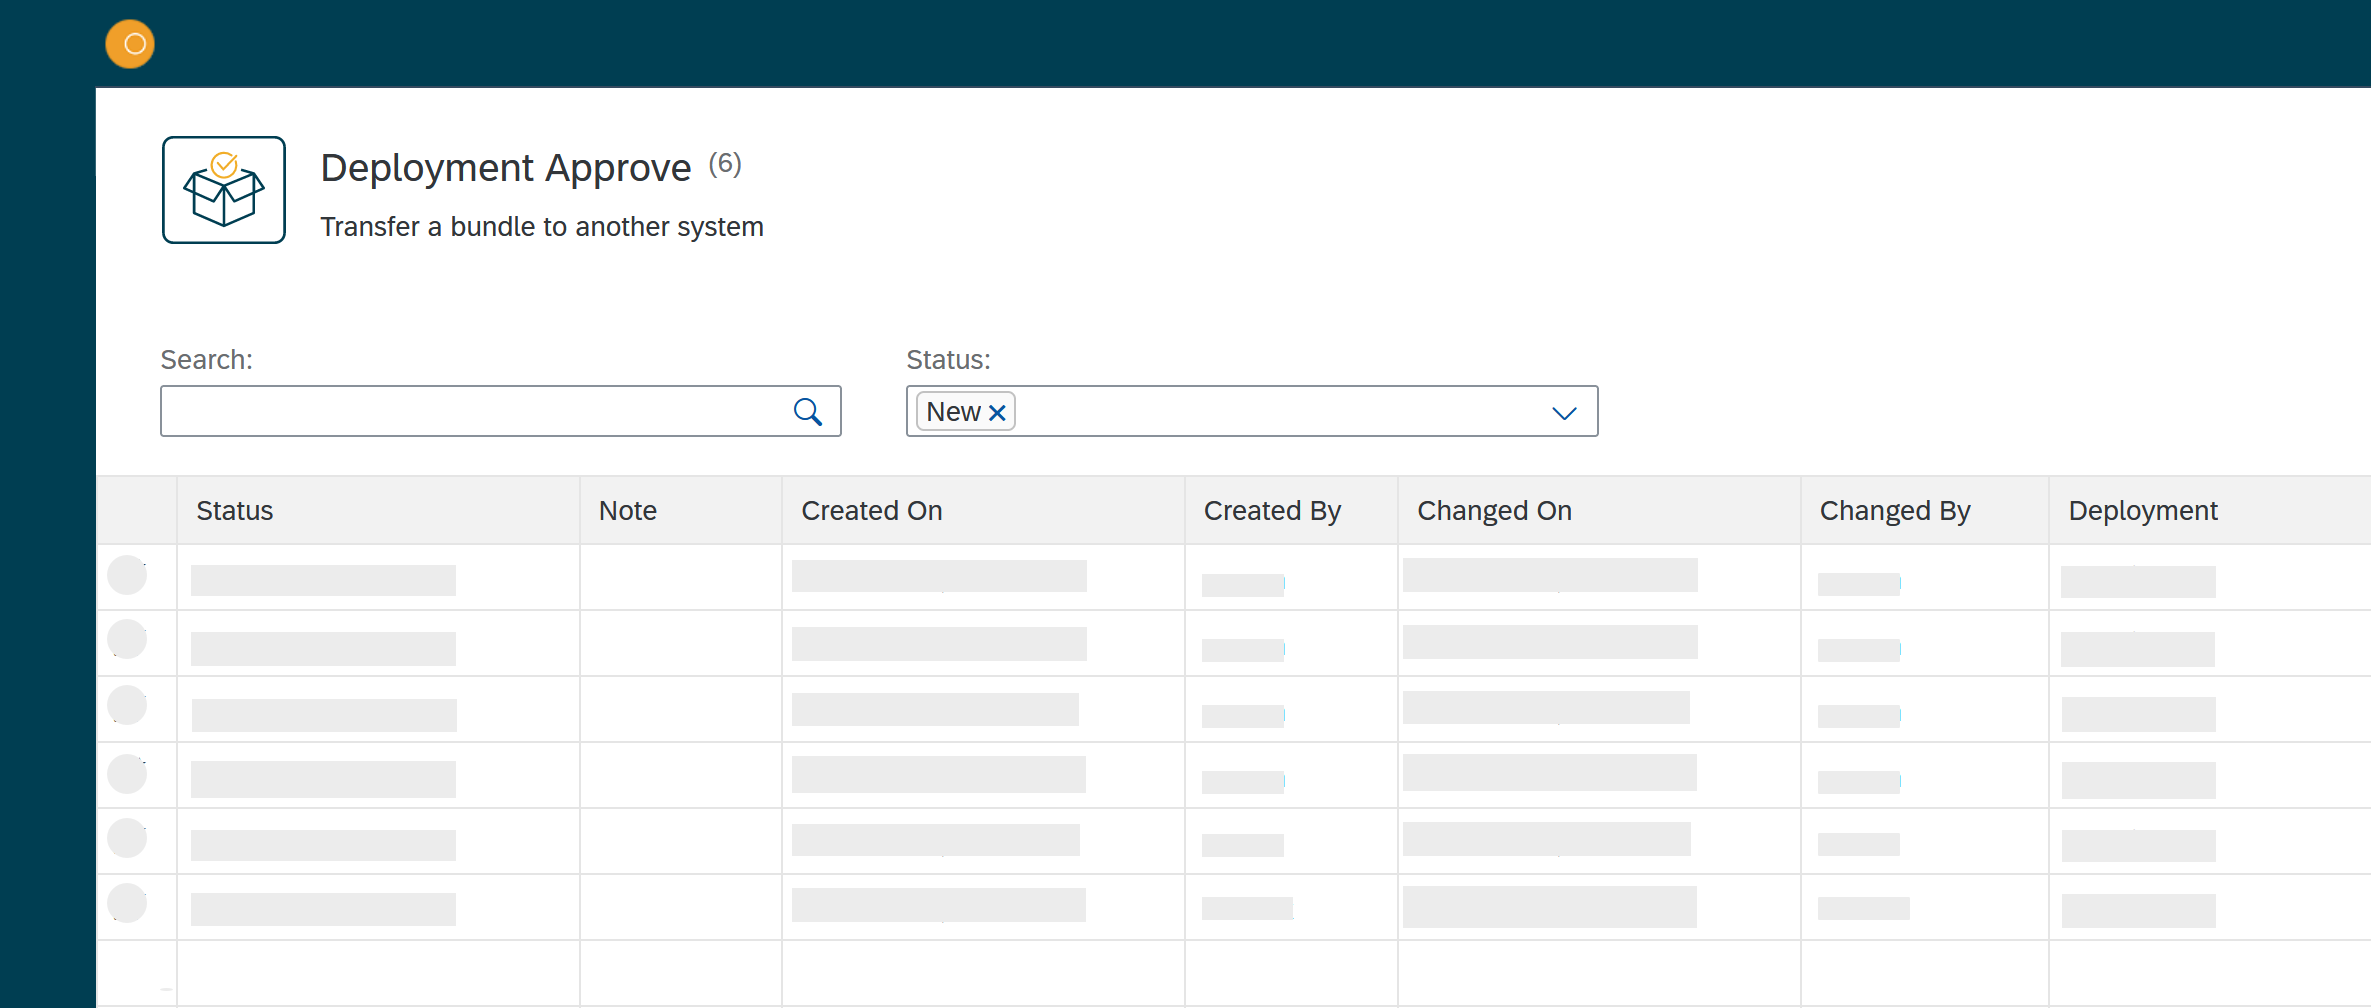 Deployment Approve (6)
Transfer a bundle to another system
Search:
Status:
New
Status Note Created On Created By Changed On Changed By Deployment